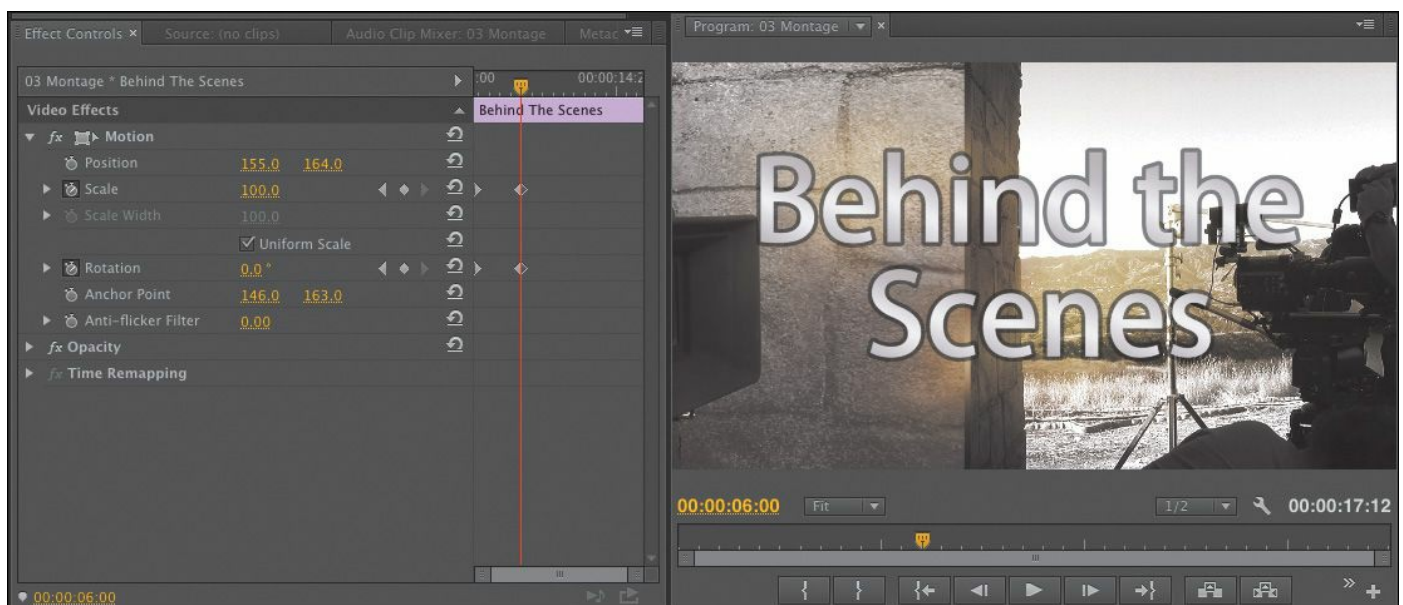 Effect Controls × Source: (no clips) Audio Clip Mixer: 03 Montage Metac
03 Montage * Behind The Scenes
:00 00:00:14:2
Video Effects
Behind The Scenes
fx Motion
Position 155.0 164.0
Scale 100.0
Scale Width 100.0
Uniform Scale
Rotation 0.0 °
Anchor Point 146.0 163.0
Anti-flicker Filter 0.00
fx Opacity
fx Time Remapping
00:00:06:00
Program: 03 Montage ×
Behind the
Scenes
00:00:06:00 Fit 1/2 00:00:17:12